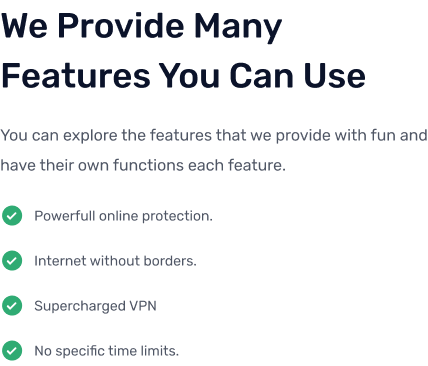 We Provide Many
Features You Can Use
You can explore the features that we provide with fun and
have their own functions each feature.
Powerfull online protection.
Internet without borders.
Supercharged VPN
No specific time limits.